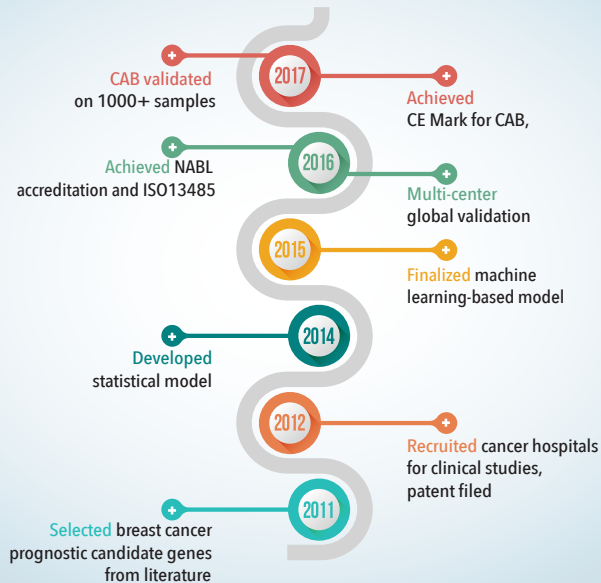 2017
CAB validated
on 1000+ samples
Achieved
CE Mark for CAB,
2016
Achieved NABL
accreditation and ISO13485
Multi-center
global validation
2015
Finalized machine
learning-based model
2014
Developed
statistical model
2012
Recruited cancer hospitals
for clinical studies,
patent filed
2011
Selected breast cancer
prognostic candidate genes
from literature